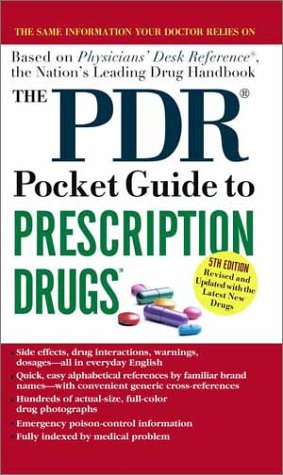 THE SAME INFORMATION YOUR DOCTOR RELIES ON
Based on Physicians' Desk Reference®,
the Nation's Leading Drug Handbook
THE
PDR®
Pocket Guide to
PRESCRIPTION
DRUGS™
5TH EDITION
Revised and
Updated with the
Latest New
Drugs
• Side effects, drug interactions, warnings,
dosages—all in everyday English
• Quick, easy alphabetical references by familiar brand
names—with convenient generic cross-references
• Hundreds of actual-size, full-color
drug photographs
• Emergency poison-control information
• Fully indexed by medical problem